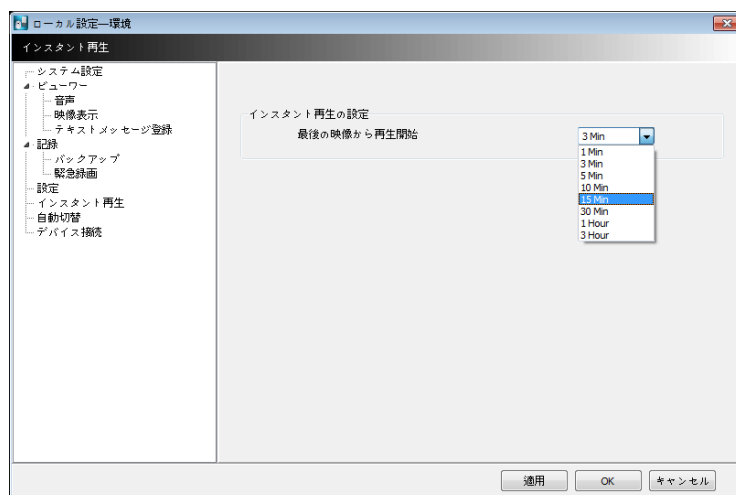 ローカル設定―環境
インスタント再生
システム設定
ビューワー
音声
映像表示
テキストメッセージ登録
記録
バックアップ
緊急録画
設定
インスタント再生
自動切替
デバイス接続
インスタント再生の設定
最後の映像から再生開始
3 Min
1 Min
3 Min
5 Min
10 Min
15 Min
30 Min
1 Hour
3 Hour
適用
OK
キャンセル